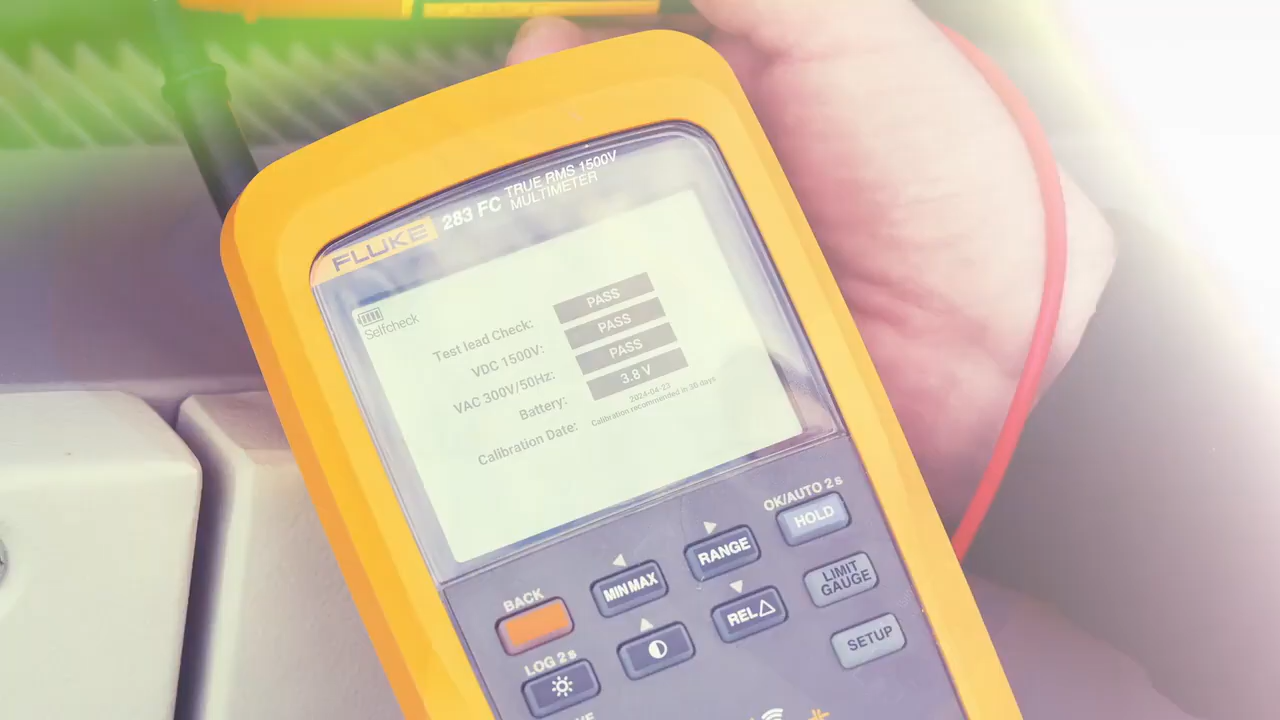 TRUE RMS 1500V
FLUKE 283 FC MULTIMETER
Selfcheck
Test lead Check: PASS
VDC 1500V: PASS
VAC 300V/50Hz: PASS
Battery: 3.8 V
Calibration Date: 2024-04-23
Calibration recommended in 30 days
OK/AUTO 2 s
HOLD
RANGE
MIN MAX
BACK
LIMIT
GAUGE
REL△
SETUP
LOG 2 s